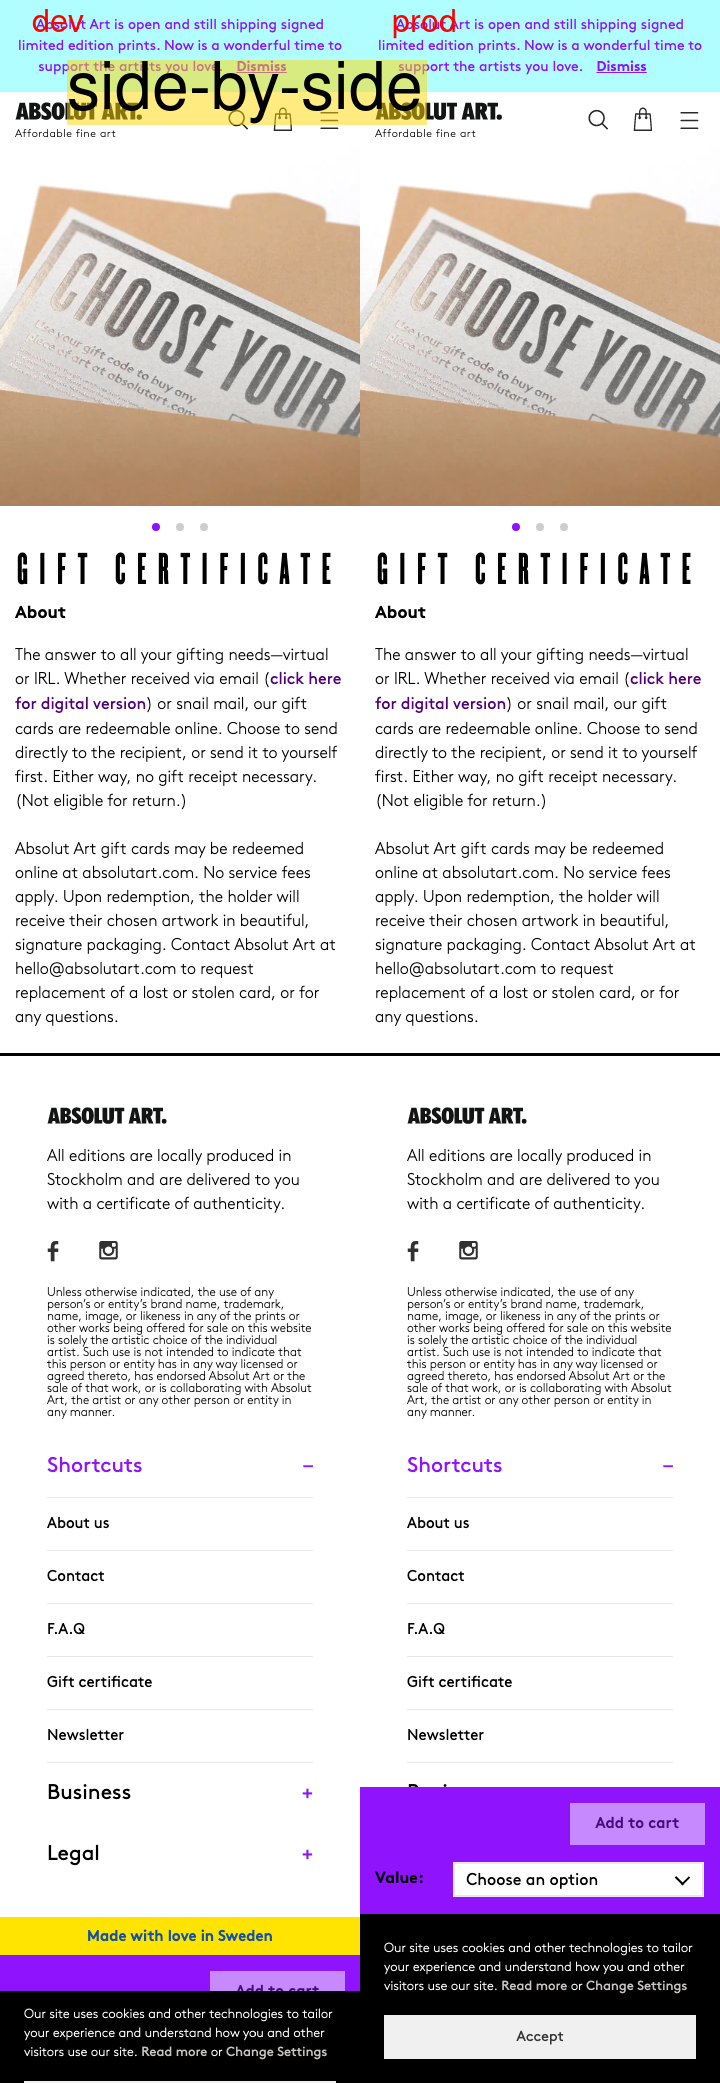 dev
Absolut Art is open and still shipping signed
limited edition prints. Now is a wonderful time to
support the artists you love. Dismiss
side-by-side
ABSOLUT ART.
Affordable fine art
CHOOSE YOUR
Use your gift code to buy any
piece of art at absolutart.com
GIFT CERTIFICATE
About
The answer to all your gifting needs—virtual
or IRL. Whether received via email (click here
for digital version) or snail mail, our gift
cards are redeemable online. Choose to send
directly to the recipient, or send it to yourself
first. Either way, no gift receipt necessary.
(Not eligible for return.)
Absolut Art gift cards may be redeemed
online at absolutart.com. No service fees
apply. Upon redemption, the holder will
receive their chosen artwork in beautiful,
signature packaging. Contact Absolut Art at
hello@absolutart.com to request
replacement of a lost or stolen card, or for
any questions.
ABSOLUT ART.
All editions are locally produced in
Stockholm and are delivered to you
with a certificate of authenticity.
Unless otherwise indicated, the use of any
person's or entity's brand name, trademark,
name, image, or likeness in any of the prints or
other works being offered for sale on this website
is solely the artistic choice of the individual
artist. Such use is not intended to indicate that
this person or entity has in any way licensed or
agreed thereto, has endorsed Absolut Art or the
sale of that work, or is collaborating with Absolut
Art, the artist or any other person or entity in
any manner.
Shortcuts –
About us
Contact
F.A.Q
Gift certificate
Newsletter
Business +
Legal +
Made with love in Sweden
Add to cart
Our site uses cookies and other technologies to tailor
your experience and understand how you and other
visitors use our site. Read more or Change Settings
prod
Absolut Art is open and still shipping signed
limited edition prints. Now is a wonderful time to
support the artists you love. Dismiss
ABSOLUT ART.
Affordable fine art
CHOOSE YOUR
Use your gift code to buy any
piece of art at absolutart.com
GIFT CERTIFICATE
About
The answer to all your gifting needs—virtual
or IRL. Whether received via email (click here
for digital version) or snail mail, our gift
cards are redeemable online. Choose to send
directly to the recipient, or send it to yourself
first. Either way, no gift receipt necessary.
(Not eligible for return.)
Absolut Art gift cards may be redeemed
online at absolutart.com. No service fees
apply. Upon redemption, the holder will
receive their chosen artwork in beautiful,
signature packaging. Contact Absolut Art at
hello@absolutart.com to request
replacement of a lost or stolen card, or for
any questions.
ABSOLUT ART.
All editions are locally produced in
Stockholm and are delivered to you
with a certificate of authenticity.
Unless otherwise indicated, the use of any
person's or entity's brand name, trademark,
name, image, or likeness in any of the prints or
other works being offered for sale on this website
is solely the artistic choice of the individual
artist. Such use is not intended to indicate that
this person or entity has in any way licensed or
agreed thereto, has endorsed Absolut Art or the
sale of that work, or is collaborating with Absolut
Art, the artist or any other person or entity in
any manner.
Shortcuts –
About us
Contact
F.A.Q
Gift certificate
Newsletter
Add to cart
Value: Choose an option
Our site uses cookies and other technologies to tailor
your experience and understand how you and other
visitors use our site. Read more or Change Settings
Accept